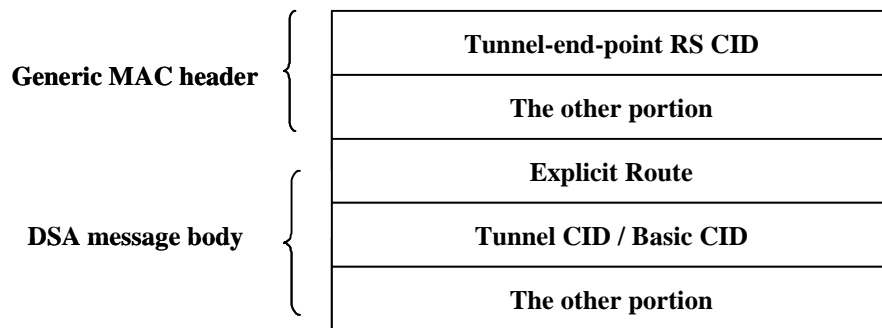 Generic MAC header
Tunnel-end-point RS CID
The other portion
DSA message body
Explicit Route
Tunnel CID / Basic CID
The other portion